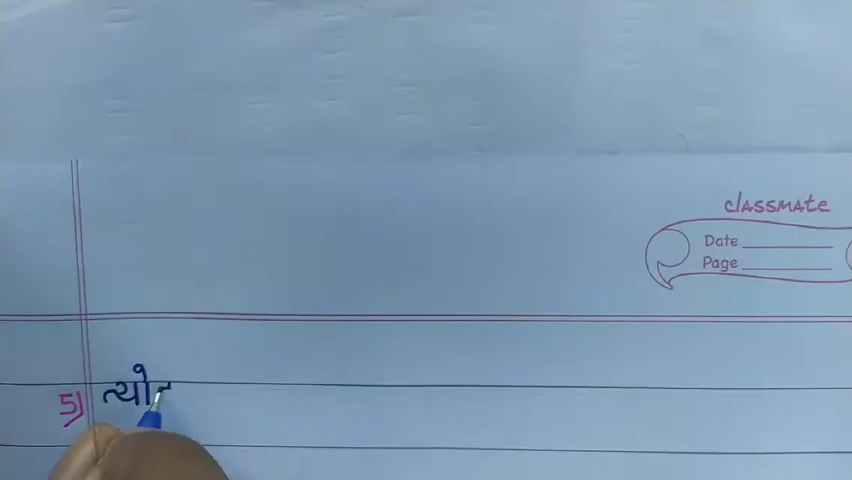 classmate
Date
Page
5) ત્યો